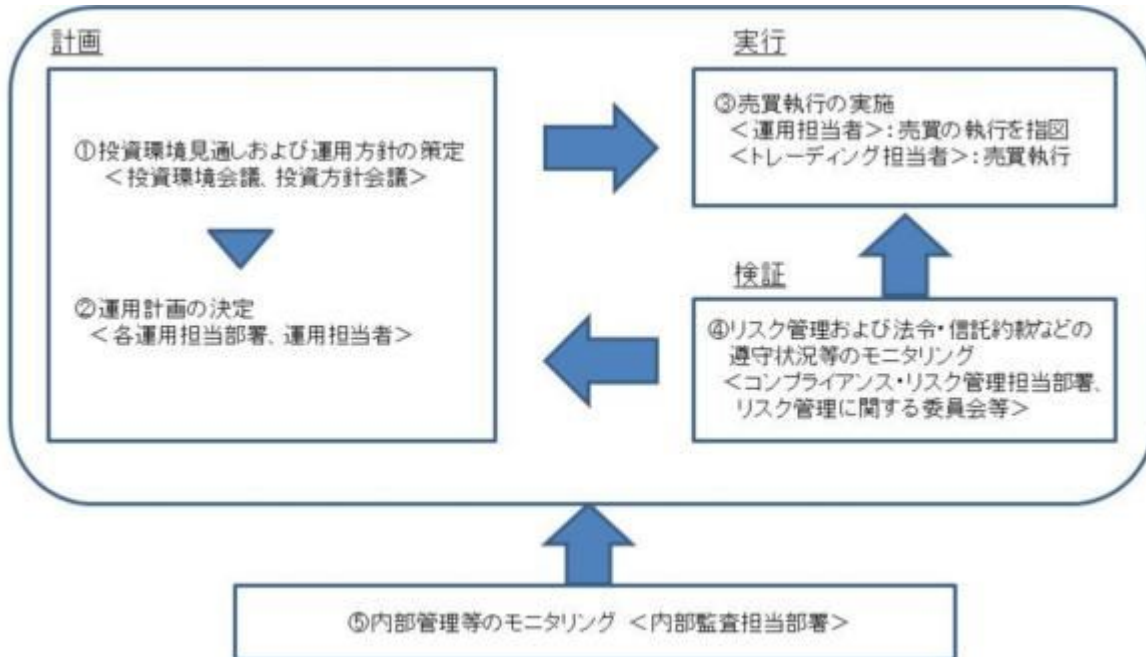 計画
①投資環境見通しおよび運用方針の策定
＜投資環境会議、投資方針会議＞
②運用計画の決定
＜各運用担当部署、運用担当者＞
実行
③売買執行の実施
＜運用担当者＞：売買の執行を指図
＜トレーディング担当者＞：売買執行
検証
④リスク管理および法令・信託約款などの
遵守状況等のモニタリング
＜コンプライアンス・リスク管理担当部署、
リスク管理に関する委員会等＞
⑤内部管理等のモニタリング ＜内部監査担当部署＞